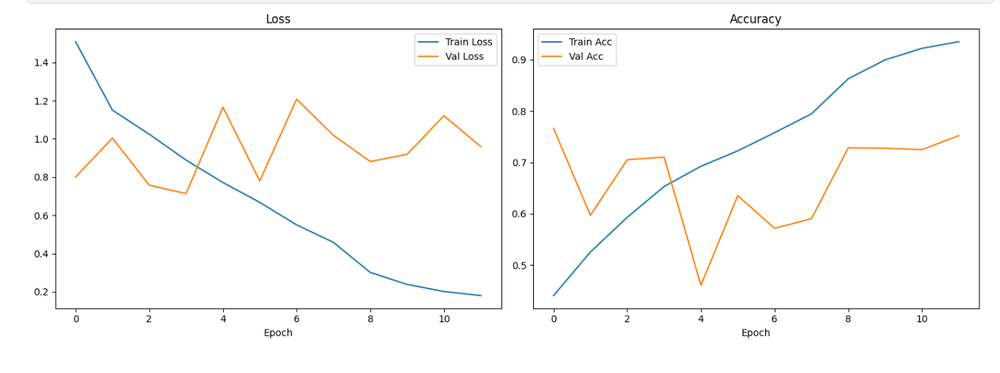 Loss
Train Loss
Val Loss
1.4
1.2
1.0
0.8
0.6
0.4
0.2
0 2 4 6 8 10
Epoch
Accuracy
Train Acc
Val Acc
0.9
0.8
0.7
0.6
0.5
0 2 4 6 8 10
Epoch